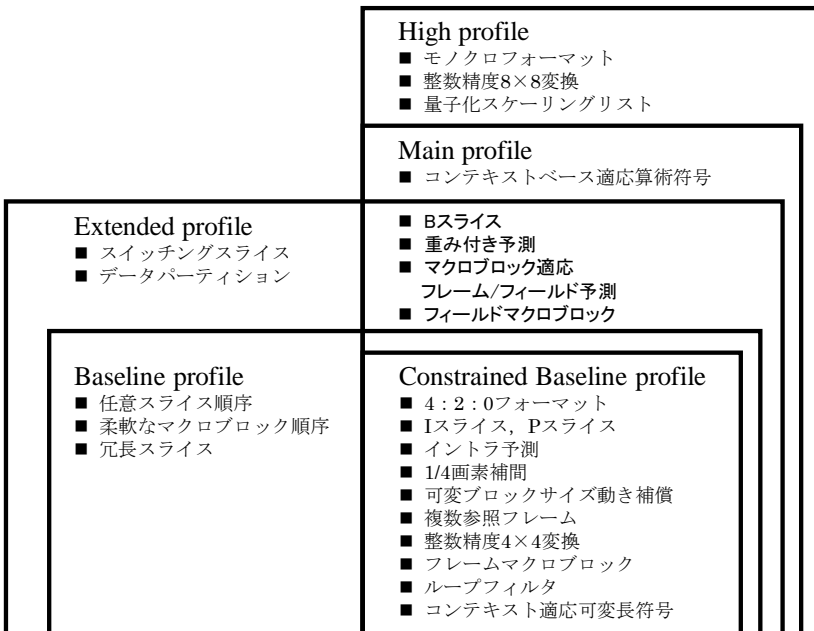 High profile
■ モノクロフォーマット
■ 整数精度8×8変換
■ 量子化スケーリングリスト
Main profile
■ コンテキストベース適応算術符号
Extended profile
■ スイッチングスライス
■ データパーティション
■ Bスライス
■ 重み付き予測
■ マクロブロック適応
フレーム/フィールド予測
■ フィールドマクロブロック
Baseline profile
■ 任意スライス順序
■ 柔軟なマクロブロック順序
■ 冗長スライス
Constrained Baseline profile
■ 4:2:0フォーマット
■ Iスライス，Pスライス
■ イントラ予測
■ 1/4画素補間
■ 可変ブロックサイズ動き補償
■ 複数参照フレーム
■ 整数精度4×4変換
■ フレームマクロブロック
■ ループフィルタ
■ コンテキスト適応可変長符号